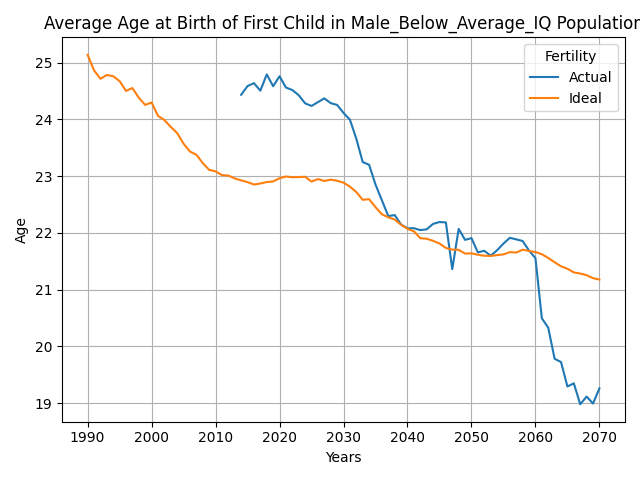 Average Age at Birth of First Child in Male_Below_Average_IQ Population
Fertility
Actual
Ideal
Age
25
24
23
22
21
20
19
1990 2000 2010 2020 2030 2040 2050 2060 2070
Years